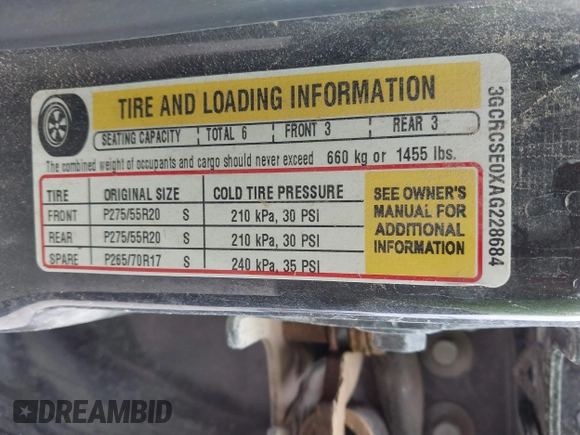 TIRE AND LOADING INFORMATION
SEATING CAPACITY TOTAL 6 FRONT 3 REAR 3
The combined weight of occupants and cargo should never exceed 660 kg or 1455 lbs.
TIRE ORIGINAL SIZE COLD TIRE PRESSURE
FRONT P275/55R20 S 210 kPa, 30 PSI
REAR P275/55R20 S 210 kPa, 30 PSI
SPARE P265/70R17 S 240 kPa, 35 PSI
SEE OWNER'S
MANUAL FOR
ADDITIONAL
INFORMATION
3GCRCSE0XAG228684
DREAMBID